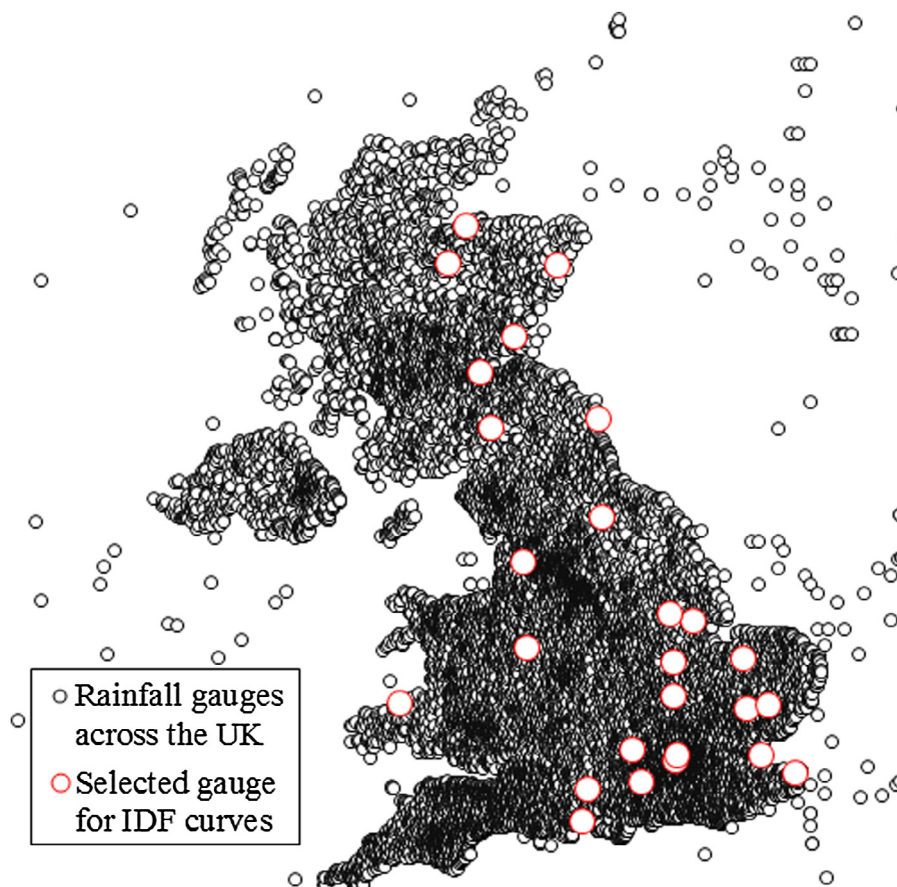 Rainfall gauges
across the UK
Selected gauge
for IDF curves